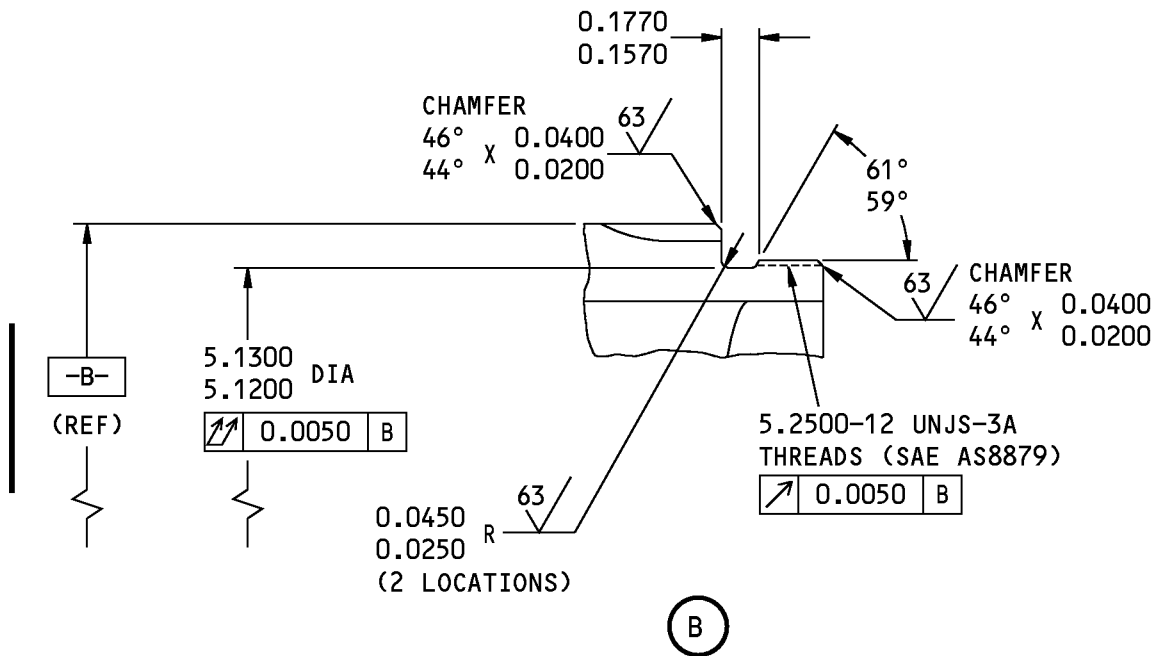 0.1770
0.1570
CHAMFER
46° X 0.0400
44° 0.0200
63
61°
59°
63
CHAMFER
46° X 0.0400
44° 0.0200
-B-
(REF)
5.1300 DIA
5.1200
0.0050 B
5.2500-12 UNJS-3A
THREADS (SAE AS8879)
0.0050 B
63
0.0450 R
0.0250
(2 LOCATIONS)
B